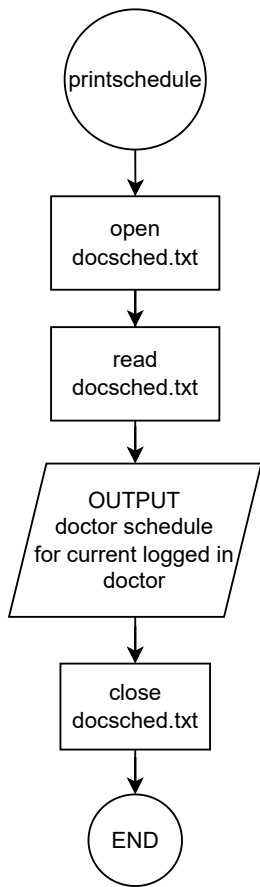 printschedule
open
docsched.txt
read
docsched.txt
OUTPUT
doctor schedule
for current logged in
doctor
close
docsched.txt
END